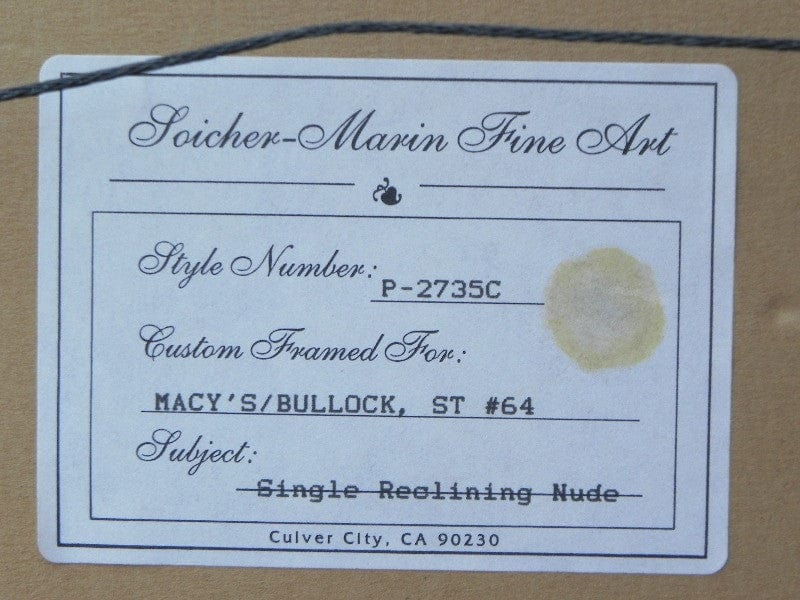 Soicher-Marin Fine Art
Style Number: P-2735C
Custom Framed For:
MACY'S/BULLOCK, ST #64
Subject:
Single Reclining Nude
Culver City, CA 90230